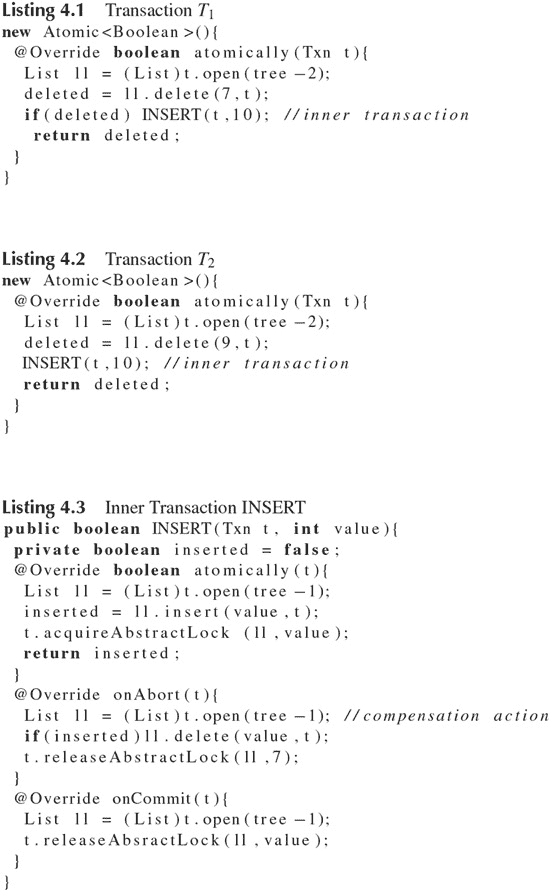 Listing 4.1 Transaction T1
new Atomic<Boolean>(){
@Override boolean atomically(Txn t){
List ll = (List)t.open(tree-2);
deleted = ll.delete(7,t);
if(deleted) INSERT(t,10); //inner transaction
return deleted;
}
}
Listing 4.2 Transaction T2
new Atomic<Boolean>(){
@Override boolean atomically(Txn t){
List ll = (List)t.open(tree-2);
deleted = ll.delete(9,t);
INSERT(t,10); //inner transaction
return deleted;
}
}
Listing 4.3 Inner Transaction INSERT
public boolean INSERT(Txn t, int value){
private boolean inserted = false;
@Override boolean atomically(t){
List ll = (List)t.open(tree-1);
inserted = ll.insert(value,t);
t.acquireAbstractLock (ll,value);
return inserted;
}
@Override onAbort(t){
List ll = (List)t.open(tree-1); //compensation action
if(inserted)ll.delete(value,t);
t.releaseAbstractLock(ll,7);
}
@Override onCommit(t){
List ll = (List)t.open(tree-1);
t.releaseAbsractLock(ll,value);
}
}